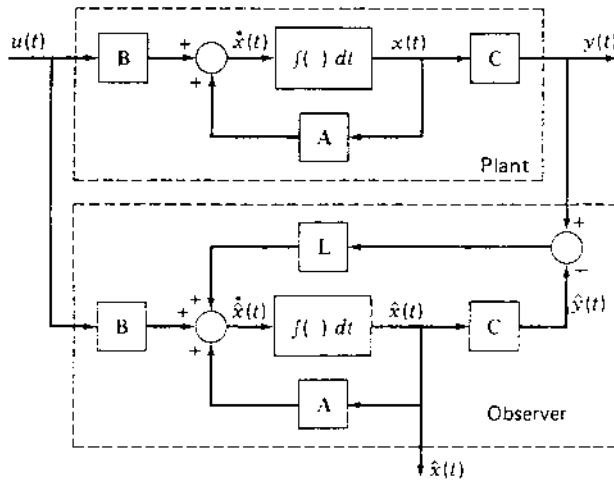 u(t)
B
+
+
ẋ(t)
∫( ) dt
x(t)
C
y(t)
A
Plant
L
+
−
B
+
+
+
x̂̇(t)
∫( ) dt
x̂(t)
C
ŷ(t)
A
Observer
x̂(t)